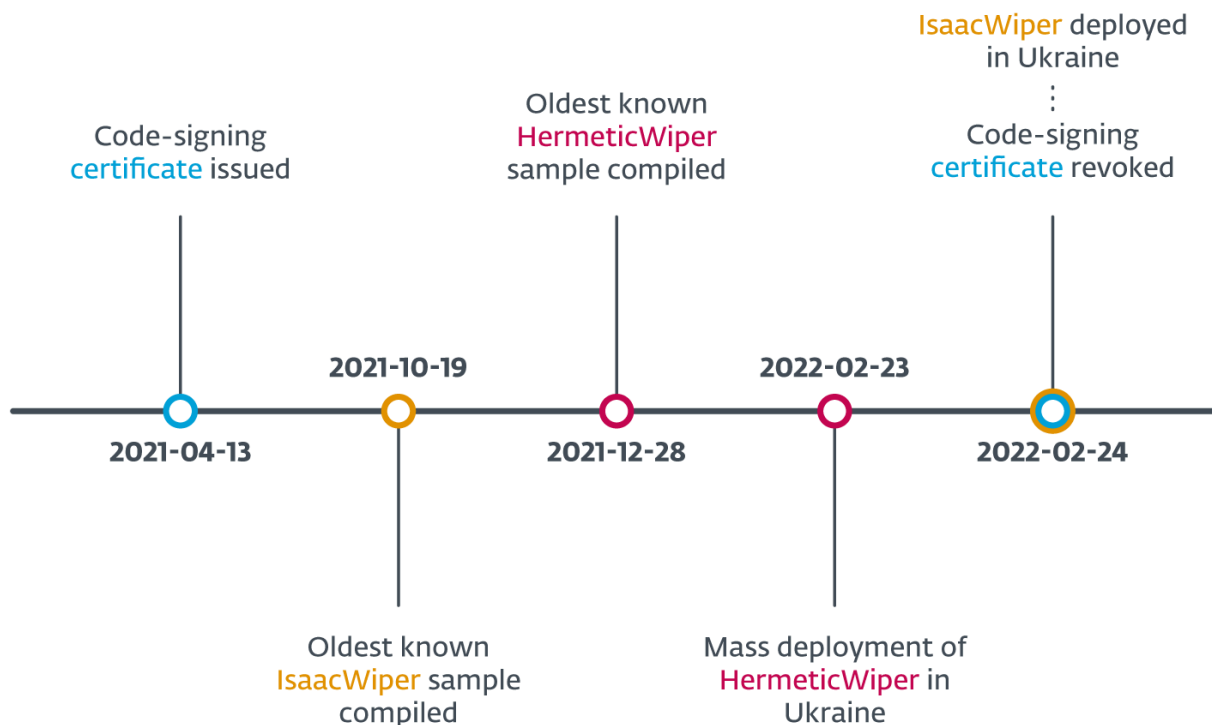 Code-signing
certificate issued
2021-04-13
2021-10-19
Oldest known
IsaacWiper sample
compiled
Oldest known
HermeticWiper
sample compiled
2021-12-28
2022-02-23
Mass deployment of
HermeticWiper in
Ukraine
IsaacWiper deployed
in Ukraine
Code-signing
certificate revoked
2022-02-24